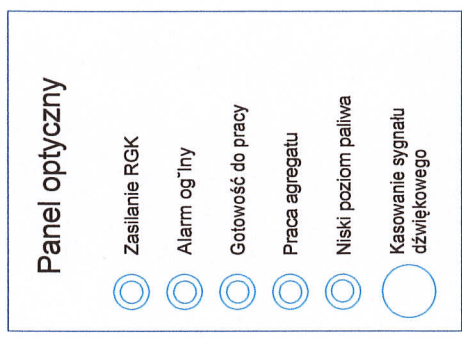 Panel optyczny
Zasilanie RGK
Alarm og˘lny
Gotowość do pracy
Praca agregatu
Niski poziom paliwa
Kasowanie sygnału
dźwiękowego